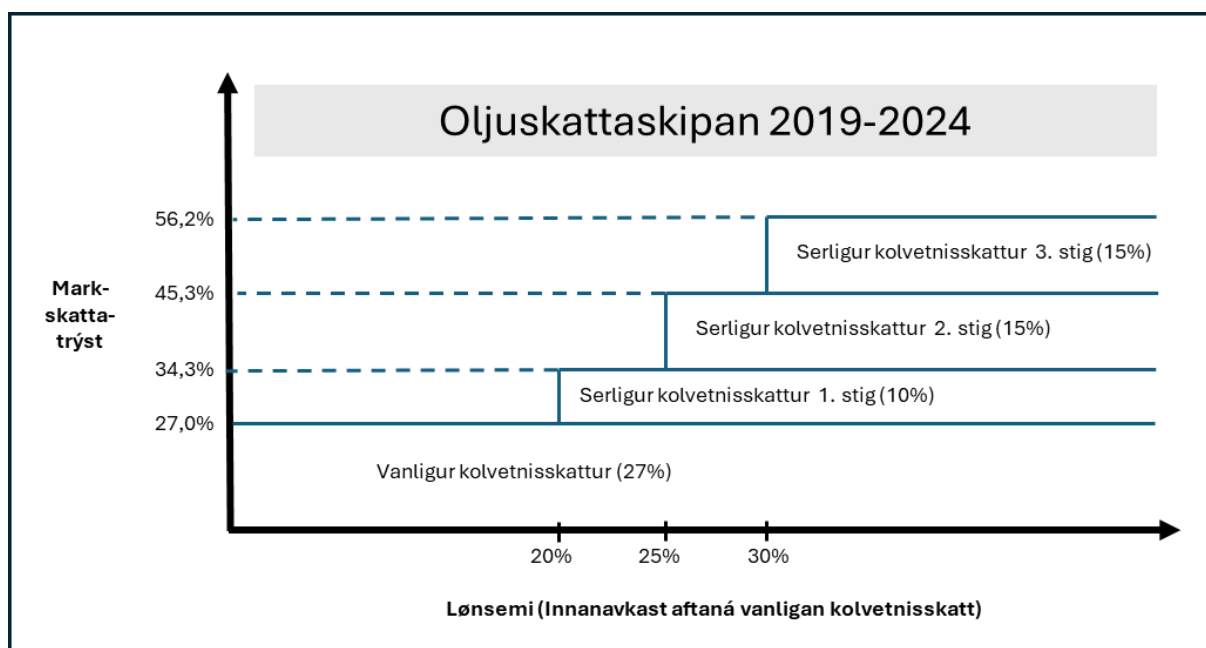 Oljuskattaskipan 2019-2024
56,2%
Serligur kolvetnisskattur 3. stig (15%)
Mark-
skatta-
trýst
45,3%
Serligur kolvetnisskattur 2. stig (15%)
34,3%
Serligur kolvetnisskattur 1. stig (10%)
27,0%
Vanligur kolvetnisskattur (27%)
20%
25%
30%
Lønsemi (Innanavkast aftaná vanligan kolvetnisskatt)